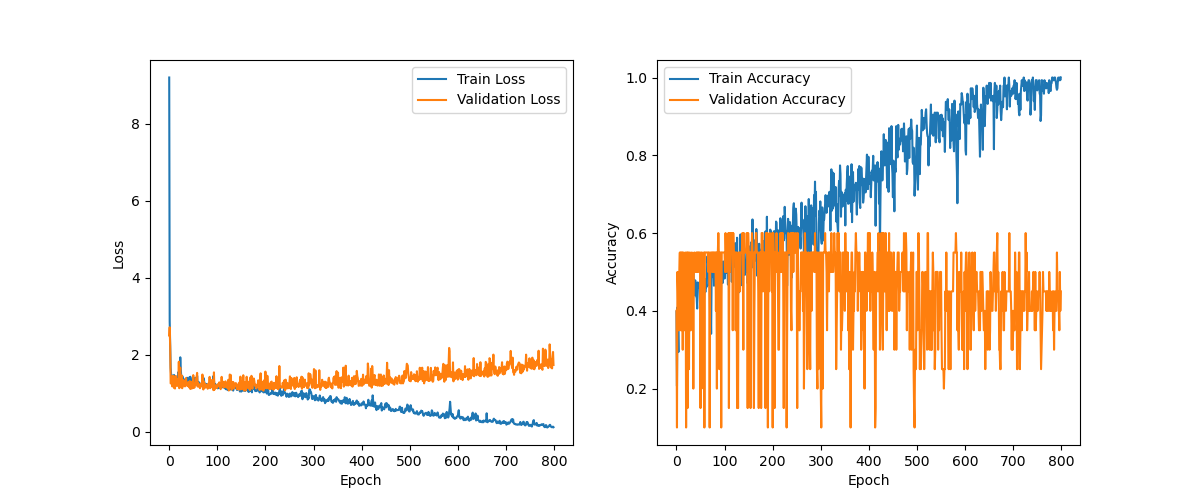 Train Loss
Validation Loss
Loss
8
6
4
2
0
0 100 200 300 400 500 600 700 800
Epoch
Train Accuracy
Validation Accuracy
Accuracy
1.0
0.8
0.6
0.4
0.2
0 100 200 300 400 500 600 700 800
Epoch